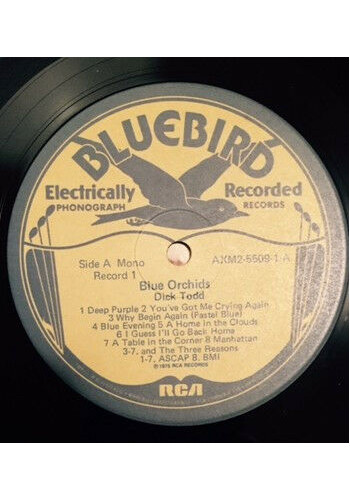 BLUEBIRD
Electrically Recorded
PHONOGRAPH RECORDS
Side A Mono AXM2-5509-1 A
Record 1
Blue Orchids
Dick Todd
1 Deep Purple 2 You've Got Me Crying Again
3 Why Begin Again (Pastel Blue)
4 Blue Evening 5 A Home in the Clouds
6 I Guess I'll Go Back Home
7 A Table in the Corner 8 Manhattan
3-7. and The Three Reasons
1-7, ASCAP 8. BMI
℗ 1975 RCA RECORDS
RCA